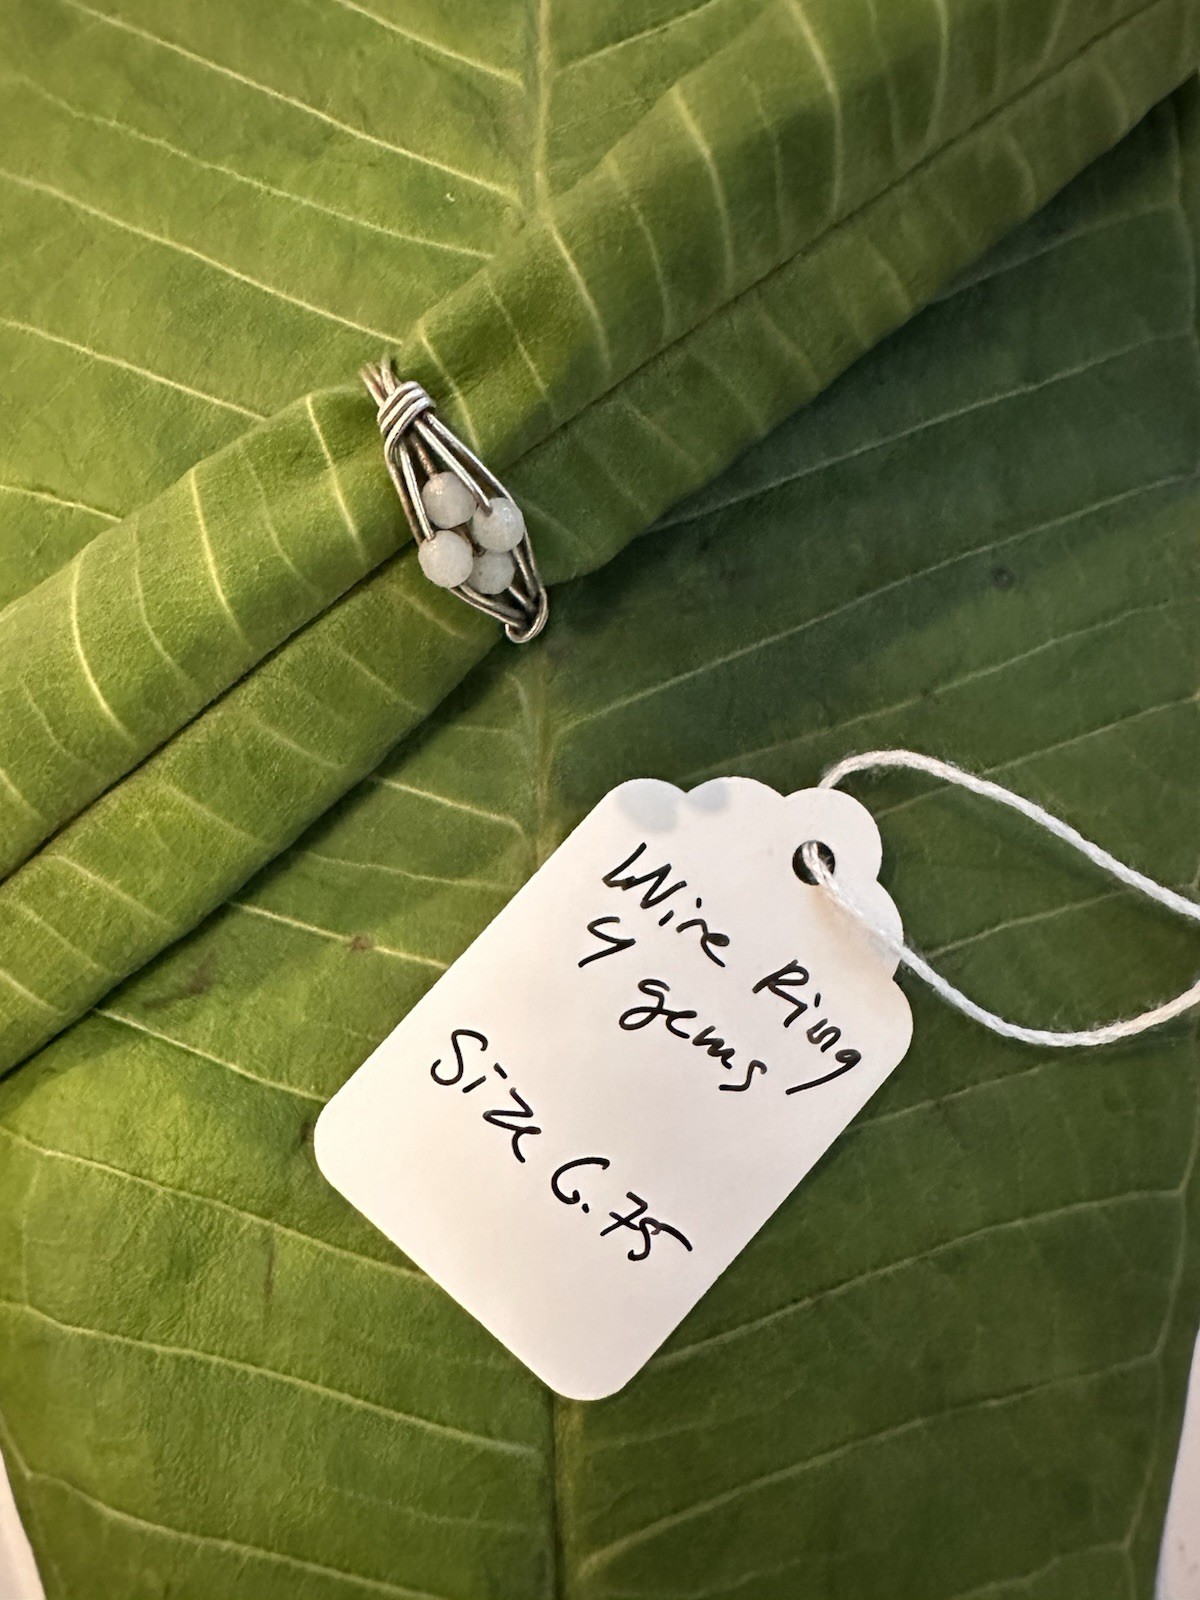 Wire Ring
4 gems
Size 6.75